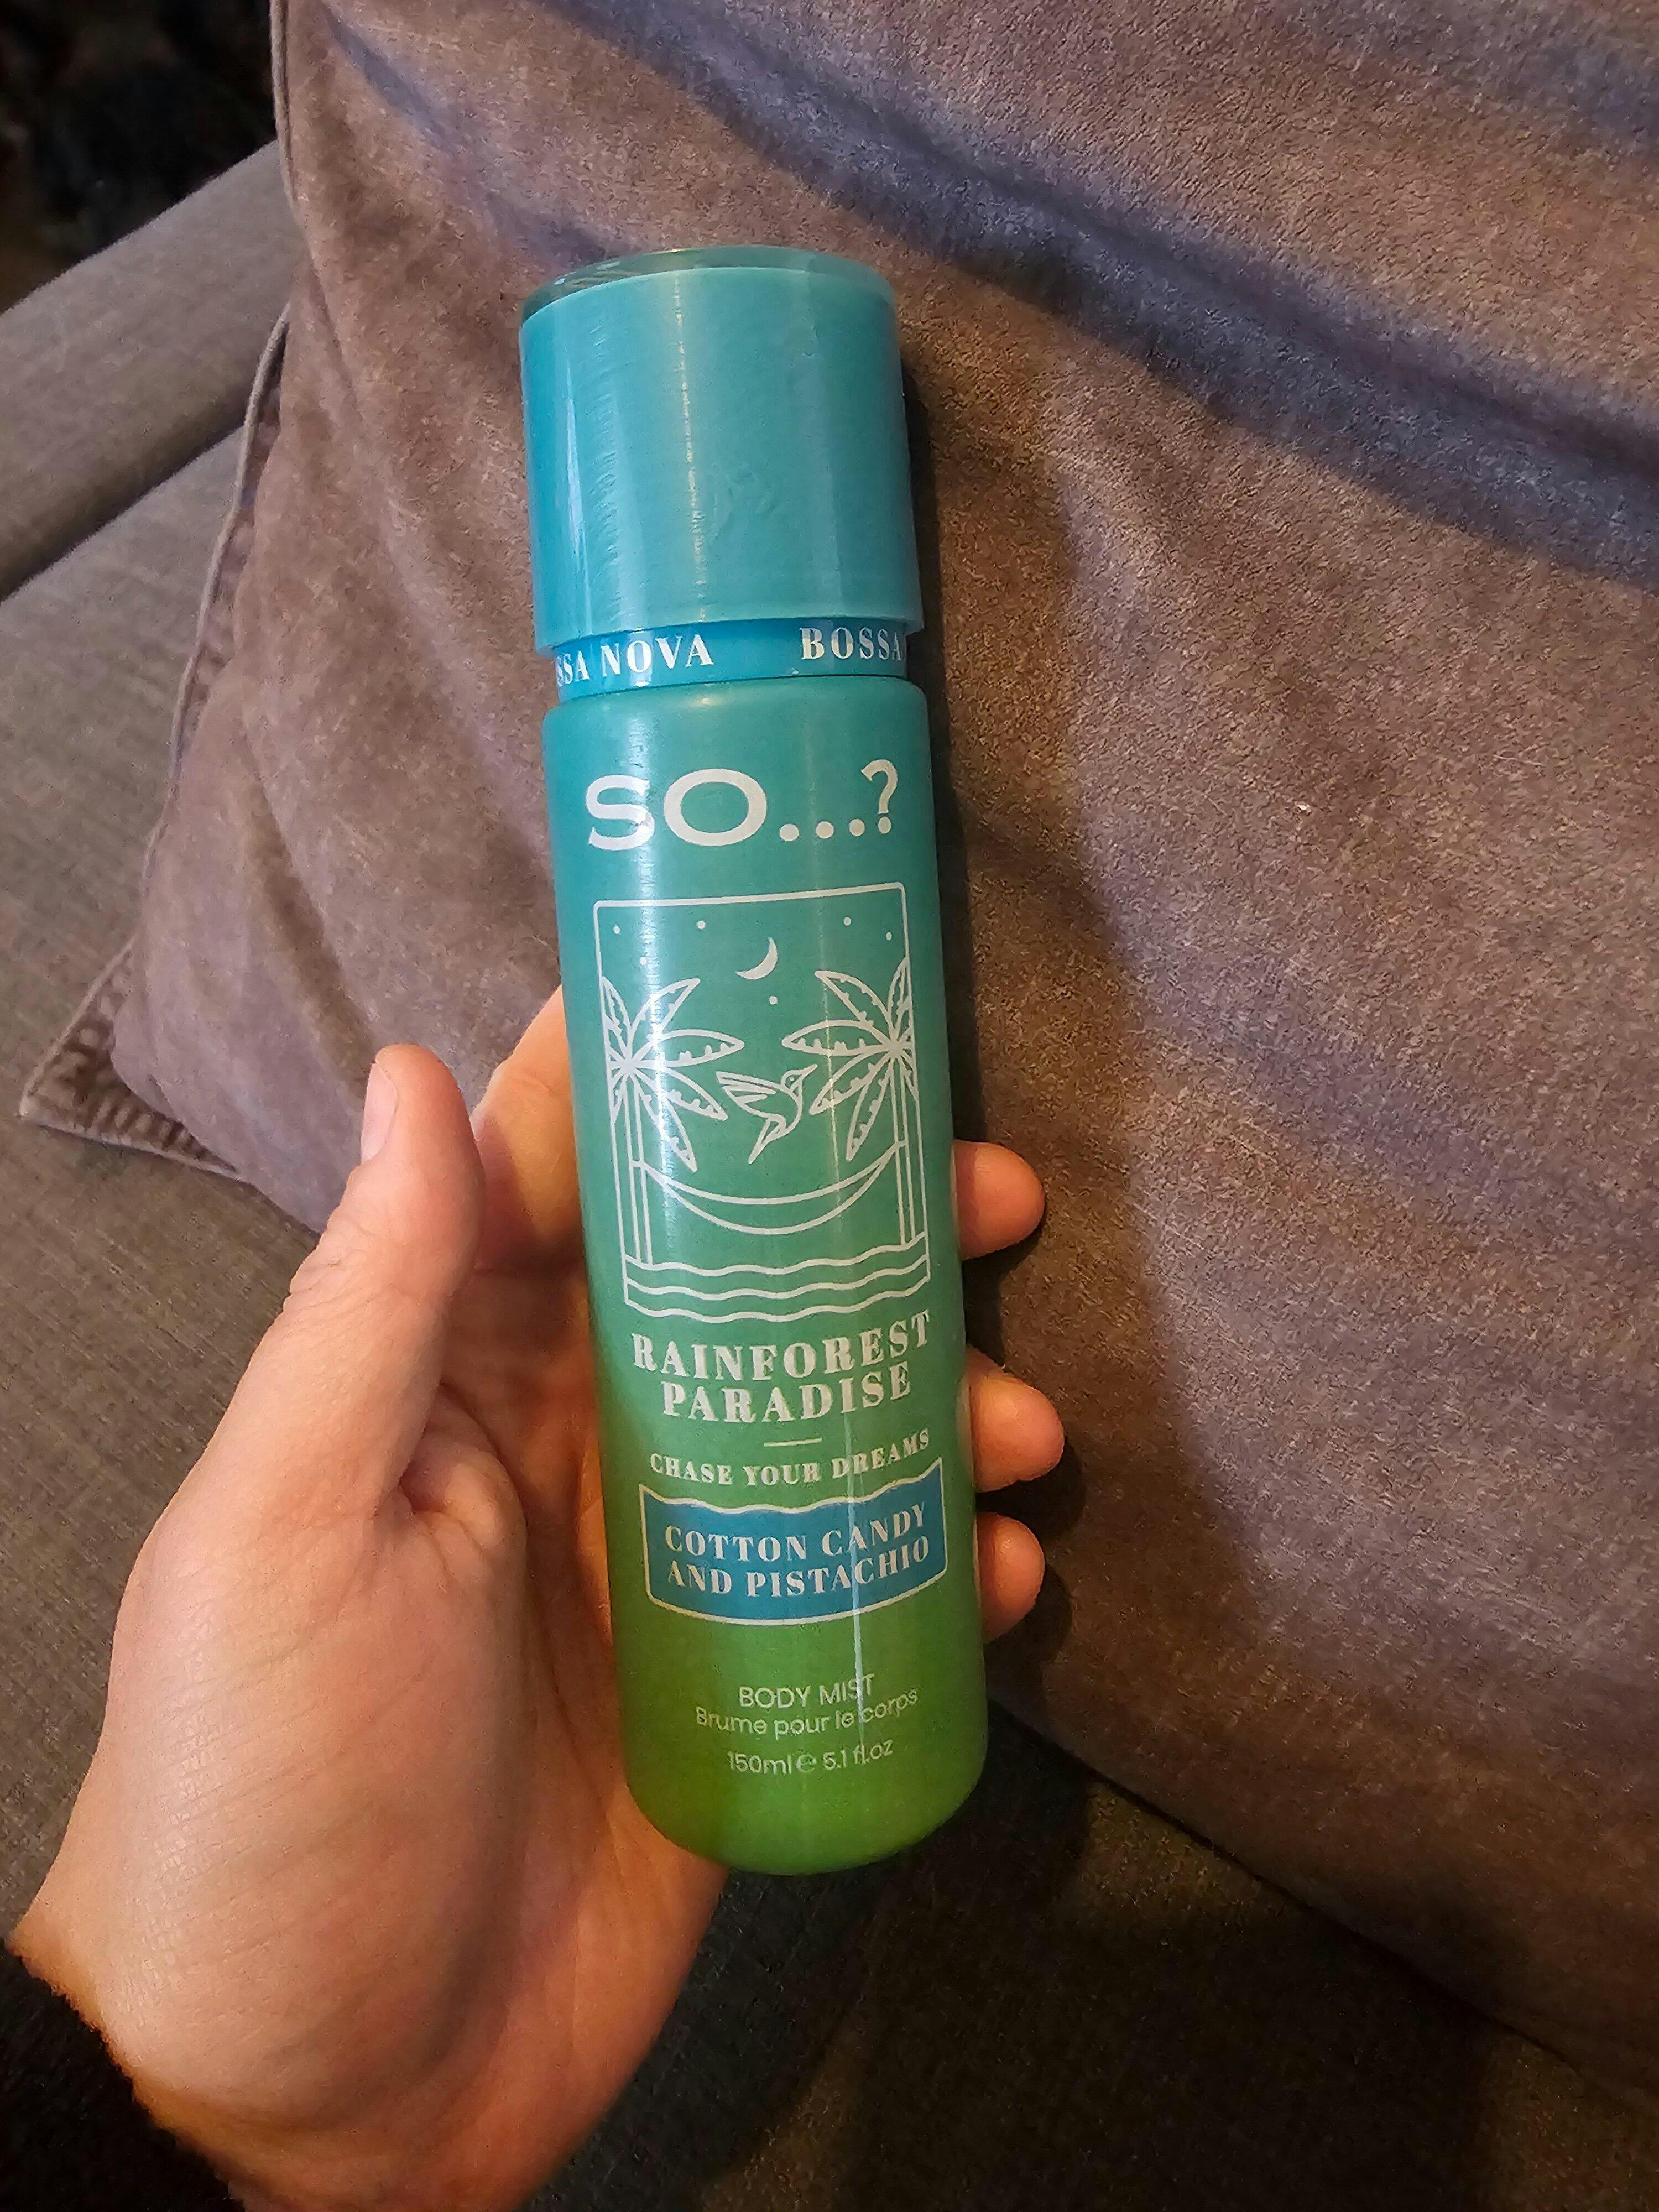 SSA NOVA BOSSA
SO...?
RAINFOREST
PARADISE
CHASE YOUR DREAMS
COTTON CANDY
AND PISTACHIO
BODY MIST
Brume pour le corps
150ml ℮ 5.1 fl.oz